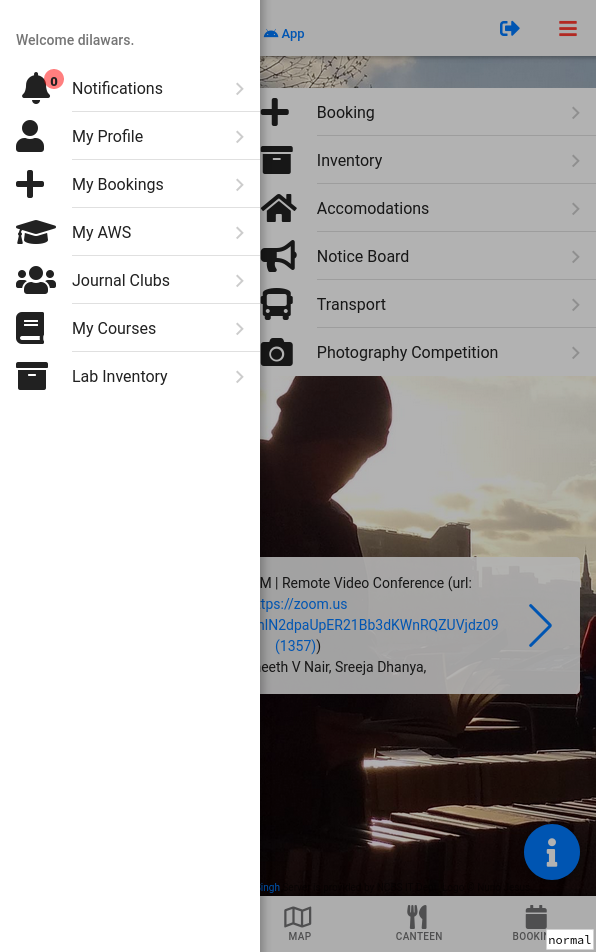 Welcome dilawars.
0
Notifications
My Profile
My Bookings
My AWS
Journal Clubs
My Courses
Lab Inventory
App
Booking
Inventory
Accomodations
Notice Board
Transport
Photography Competition
M | Remote Video Conference (url:
tps://zoom.us
nlN2dpaUpER21Bb3dKWnRQZUVjdz09
(1357))
eeth V Nair, Sreeja Dhanya,
ingh
MAP
CANTEEN
BOOKIN
normal